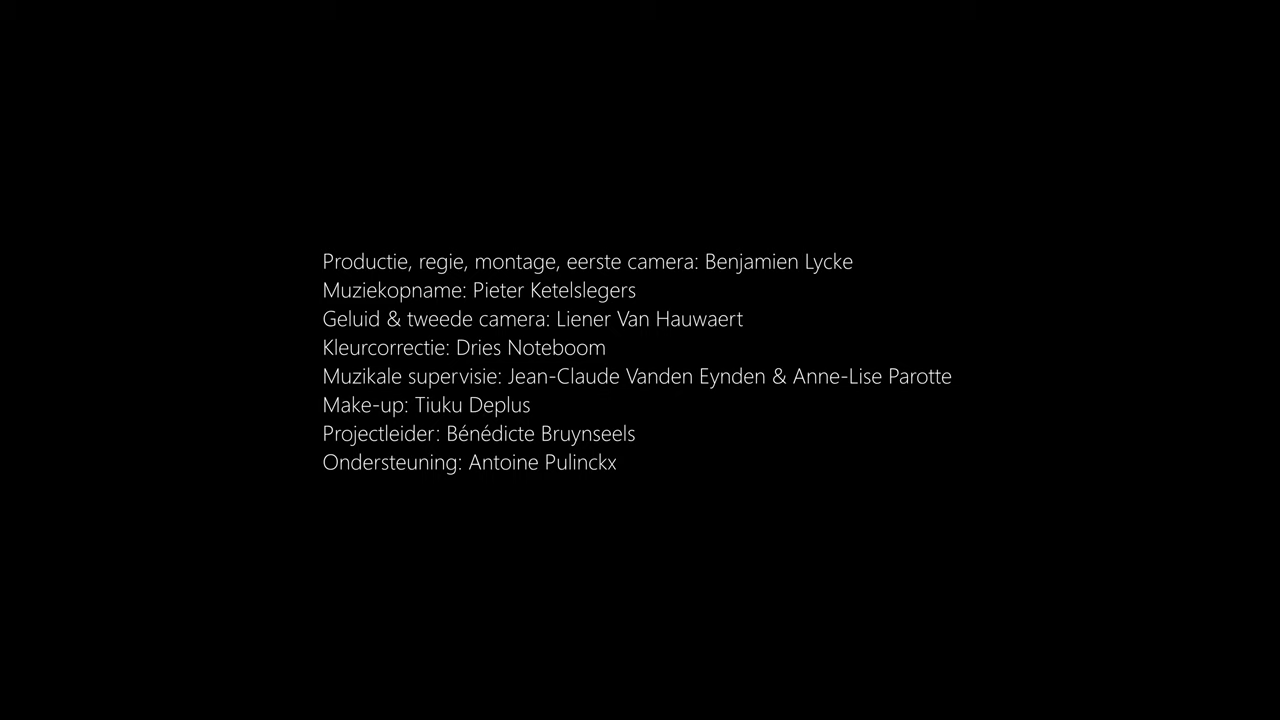 Productie, regie, montage, eerste camera: Benjamien Lycke
Muziekopname: Pieter Ketelslegers
Geluid & tweede camera: Liener Van Hauwaert
Kleurcorrectie: Dries Noteboom
Muzikale supervisie: Jean-Claude Vanden Eynden & Anne-Lise Parotte
Make-up: Tiuku Deplus
Projectleider: Bénédicte Bruynseels
Ondersteuning: Antoine Pulinckx